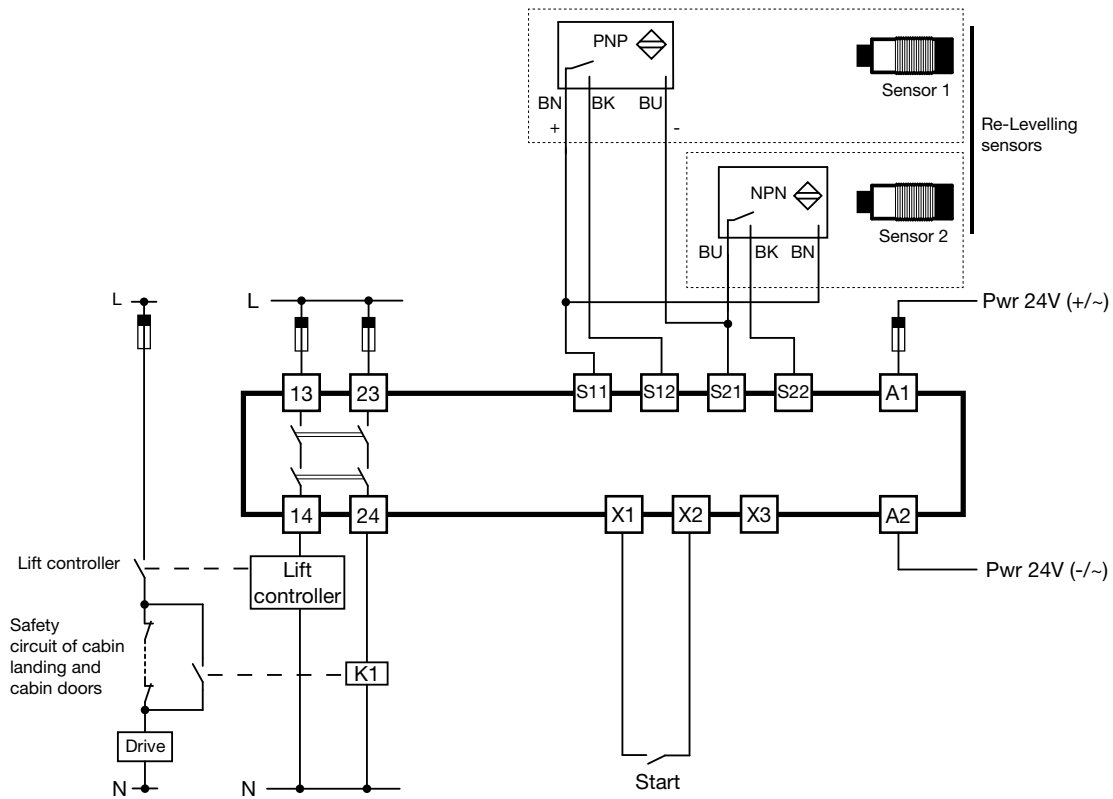 PNP
BN
BK
BU
+
-
Sensor 1
Re-Levelling
sensors
NPN
BU
BK
BN
Sensor 2
L
L
Pwr 24V (+/~)
13
23
S11
S12
S21
S22
A1
14
24
X1
X2
X3
A2
Lift controller
Lift
controller
Pwr 24V (-/~)
Safety
circuit of cabin
landing and
cabin doors
K1
Drive
Start
N
N